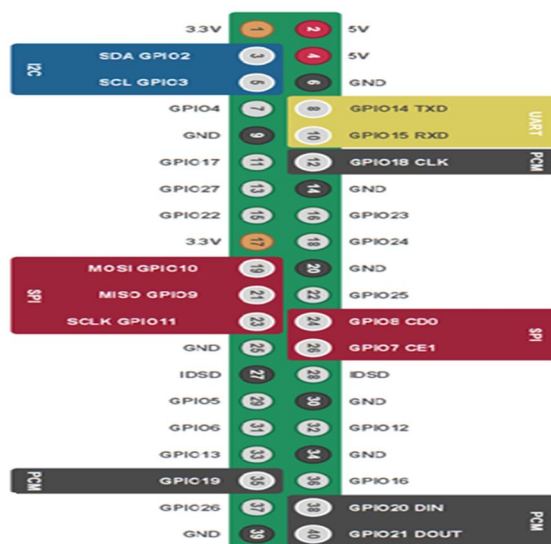 3.3V 1 2 5V
I2C SDA GPIO2 3 4 5V
SCL GPIO3 5 6 GND
GPIO4 7 8 GPIO14 TXD UART
GND 9 10 GPIO15 RXD
GPIO17 11 12 GPIO18 CLK PCM
GPIO27 13 14 GND
GPIO22 15 16 GPIO23
3.3V 17 18 GPIO24
MOSI GPIO10 19 20 GND
SPI MISO GPIO9 21 22 GPIO25
SCLK GPIO11 23 24 GPIO8 CD0 SPI
GND 25 26 GPIO7 CE1
IDSD 27 28 IDSD
GPIO5 29 30 GND
GPIO6 31 32 GPIO12
GPIO13 33 34 GND
PCM GPIO19 35 36 GPIO16
GPIO26 37 38 GPIO20 DIN PCM
GND 39 40 GPIO21 DOUT